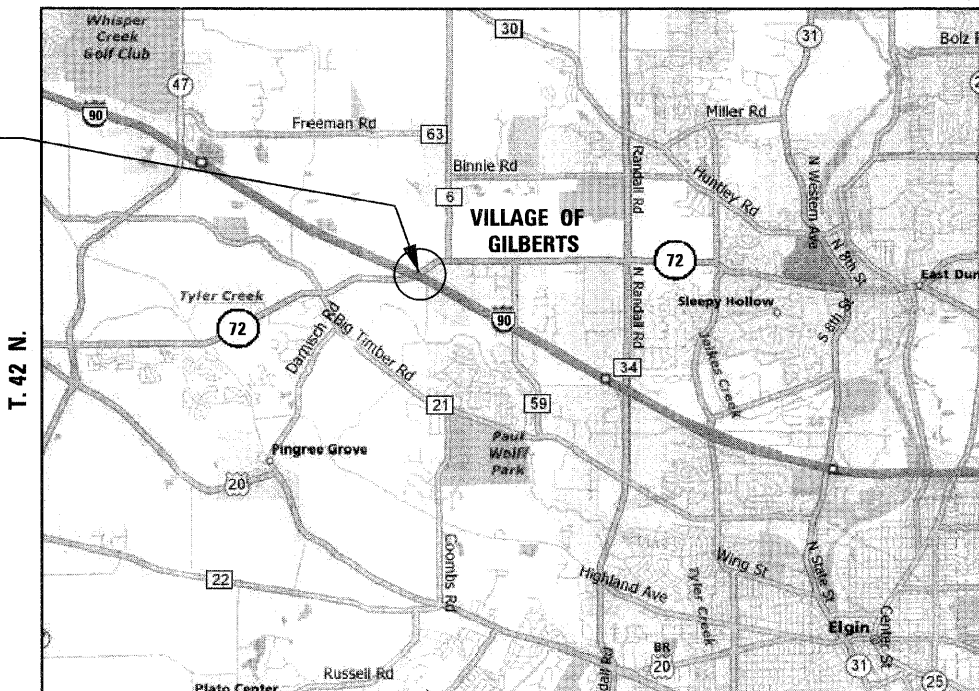 Whisper
Creek
Golf Club
30
31
Bolz
47
90
Freeman Rd
63
Miller Rd
Binnie Rd
Randall Rd
Huntley Rd
N Western Ave
6
VILLAGE OF
GILBERTS
72
N 8th St
East Dun
Tyler Creek
72
N Randall Rd
Sleepy Hollow
S 8th St
90
T. 42 N.
Damisch Rd
Big Timber Rd
Jelkes Creek
34
21
59
Paul
Wolff
Park
Pingree Grove
20
22
Coombs Rd
Highland Ave
Tyler Creek
Wing St
N State St
Elgin
Center St
BR
20
31
25
Russell Rd
Plato Center